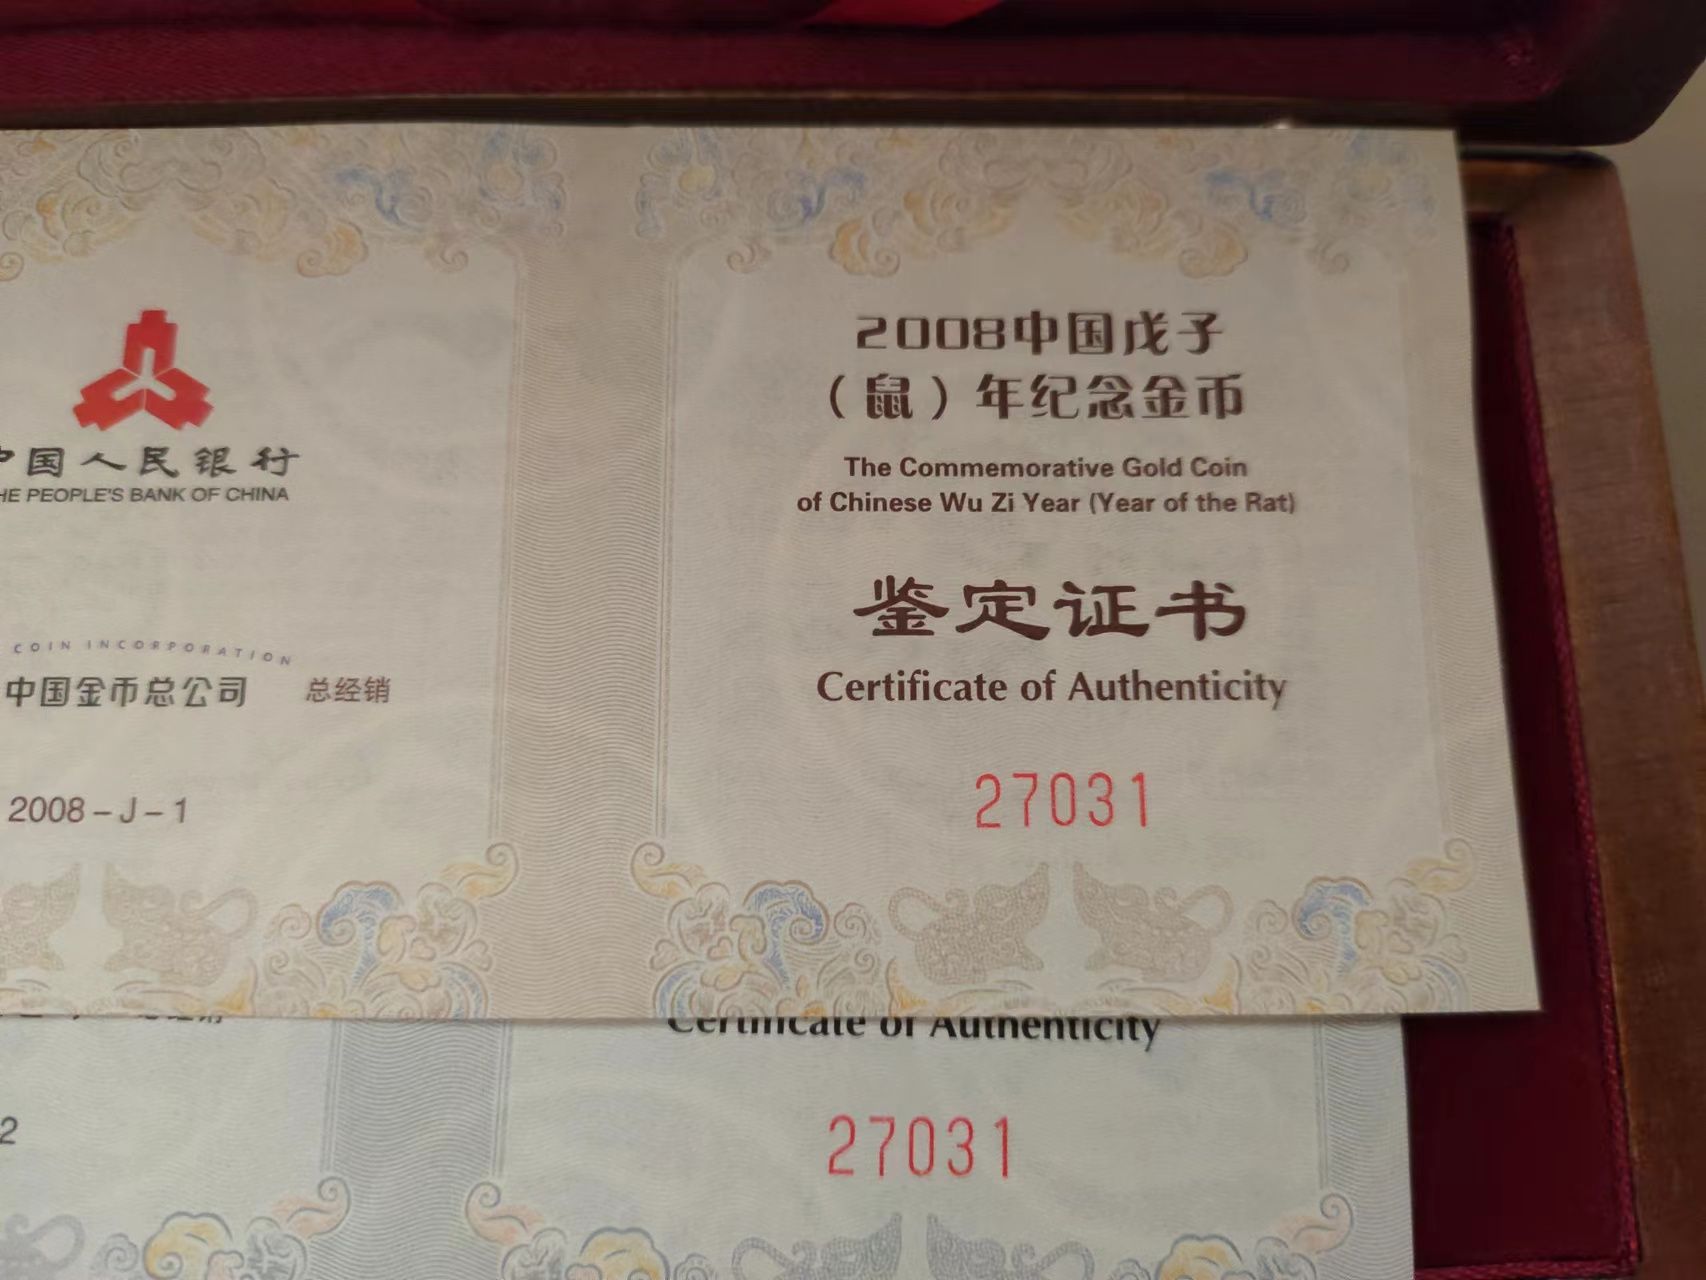 中国人民银行
THE PEOPLE'S BANK OF CHINA
COIN INCORPORATION
中国金币总公司 总经销
2008-J-1
2008中国戊子
（鼠）年纪念金币
The Commemorative Gold Coin
of Chinese Wu Zi Year (Year of the Rat)
鉴定证书
Certificate of Authenticity
27031
Certificate of Authenticity
2
27031